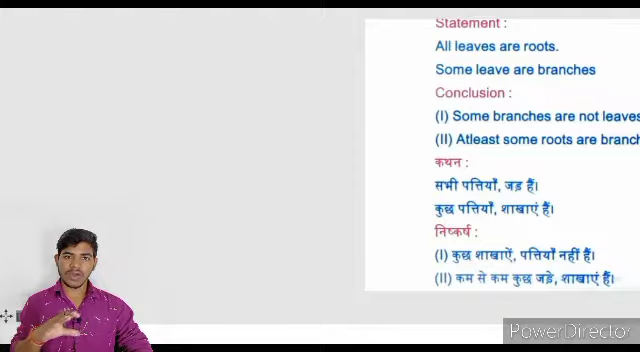 Statement :
All leaves are roots.
Some leave are branches
Conclusion :
(I) Some branches are not leaves
(II) Atleast some roots are branch
कथन :
सभी पत्तियाँ, जड़ हैं।
कुछ पत्तियाँ, शाखाएं हैं।
निष्कर्ष :
(I) कुछ शाखाऐं, पत्तियाँ नहीं हैं।
(II) कम से कम कुछ जड़े, शाखाएं हैं।
PowerDirector